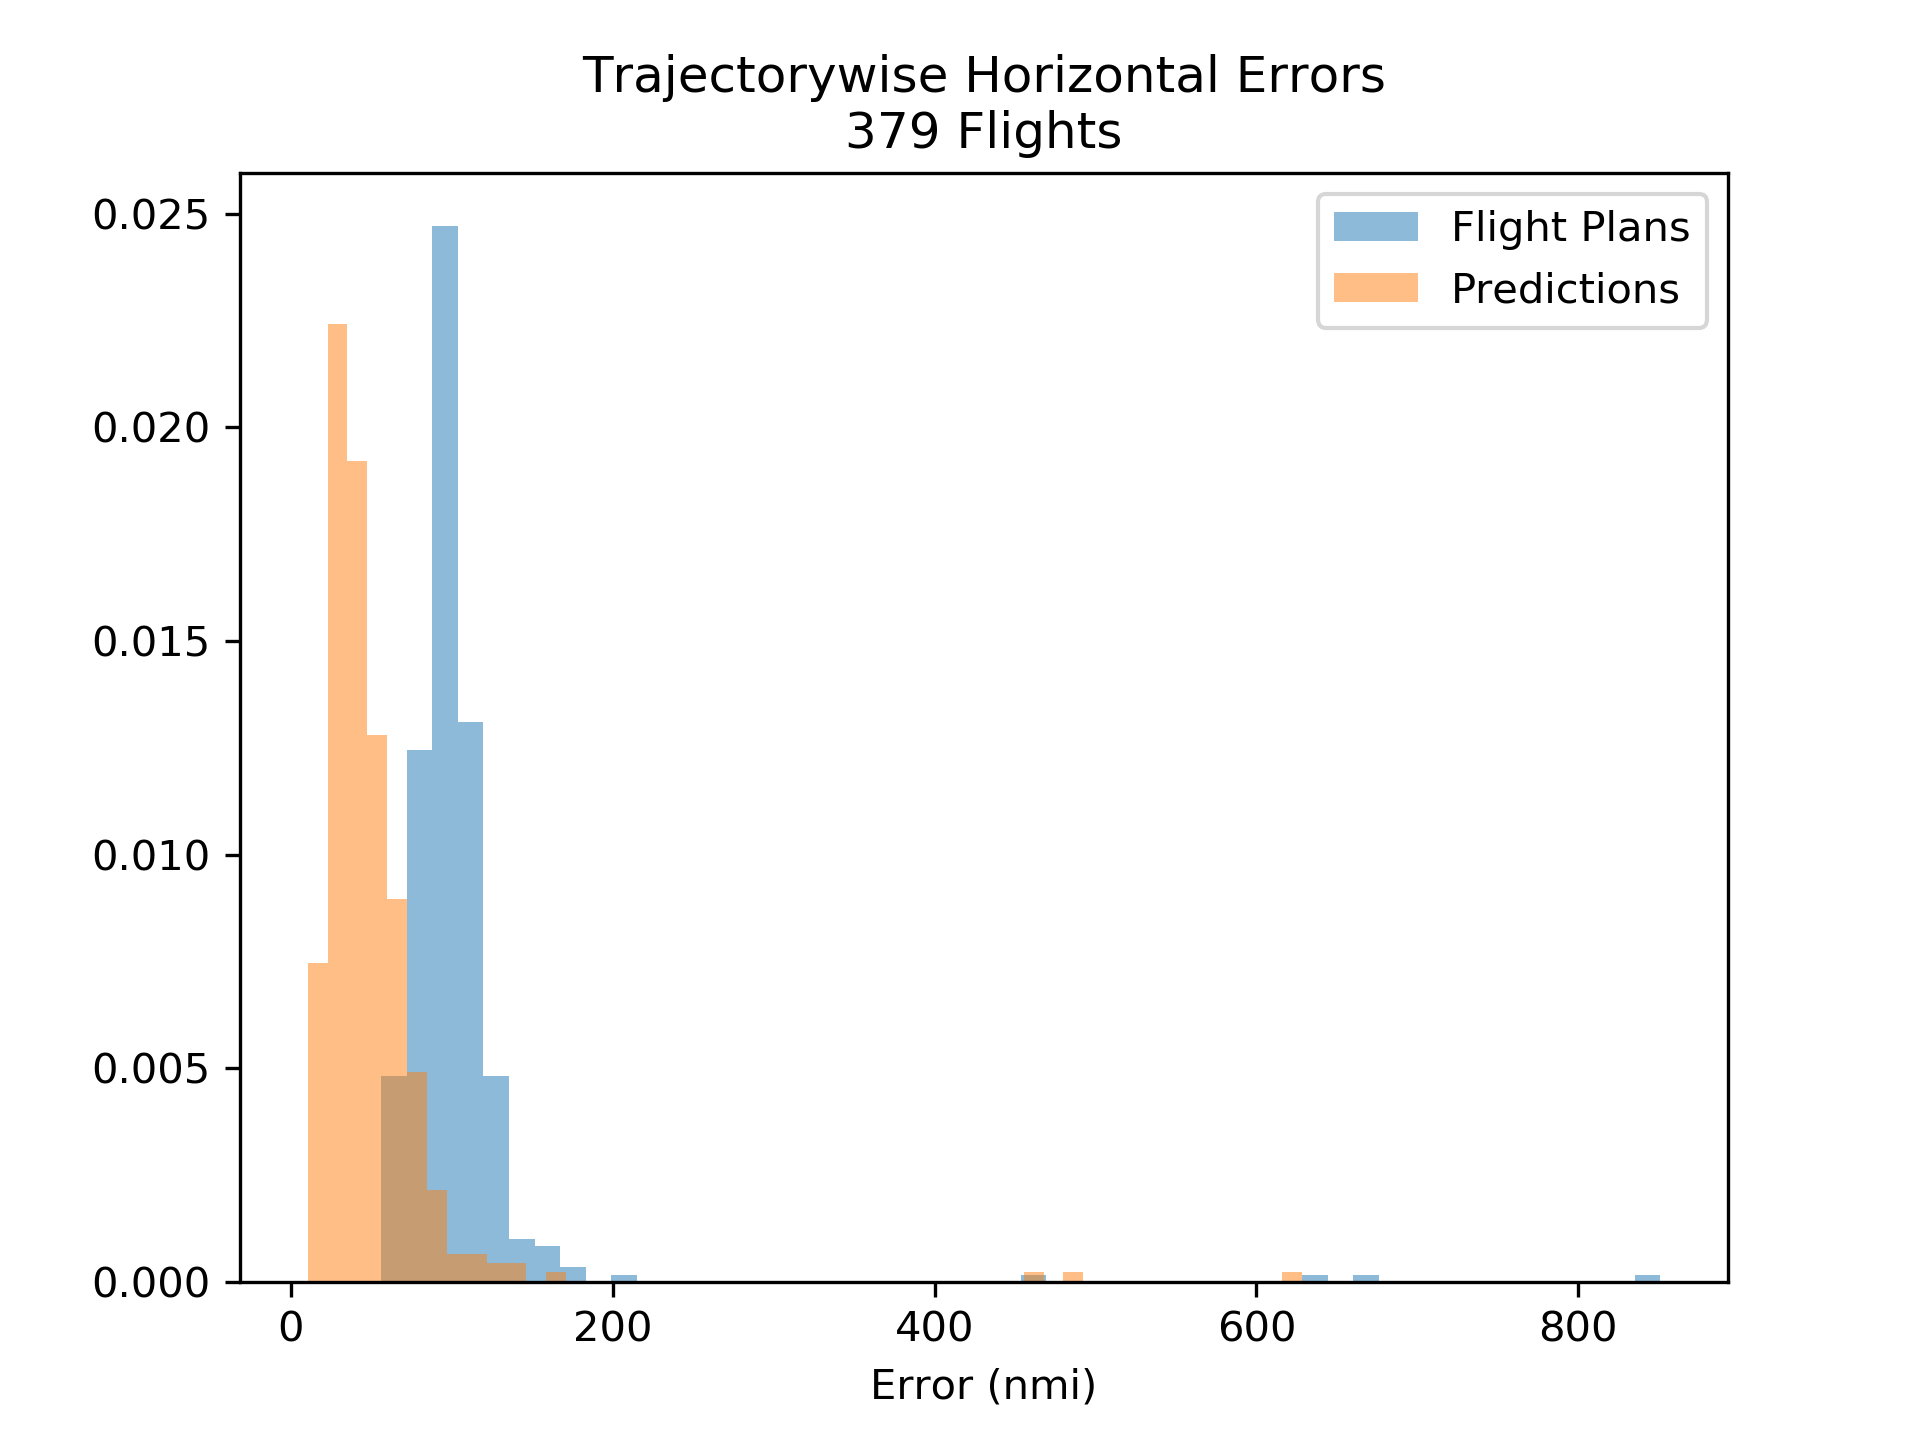 Trajectorywise Horizontal Errors
379 Flights
0.025
0.020
0.015
0.010
0.005
0.000
Flight Plans
Predictions
0 200 400 600 800
Error (nmi)